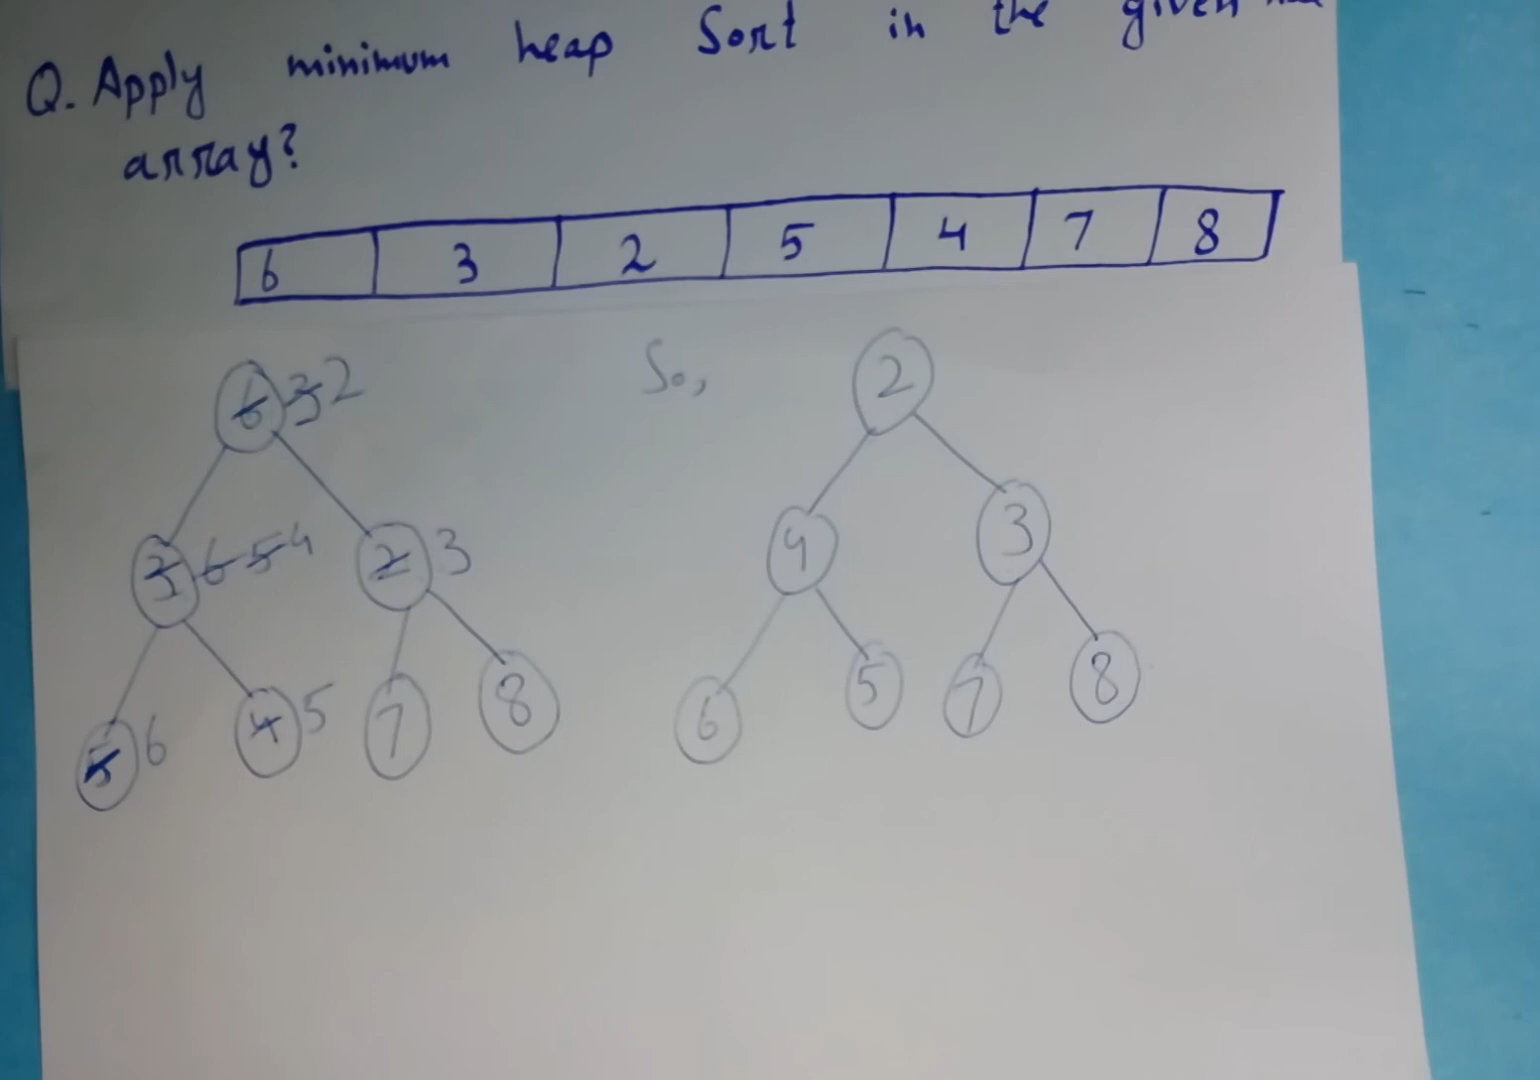 Q. Apply minimum heap Sort in the given
array?
6 3 2 5 4 7 8
6 3 2 So, 2
3 6 5 4 2 3 4 3
5 6 4 5 7 8 6 5 7 8